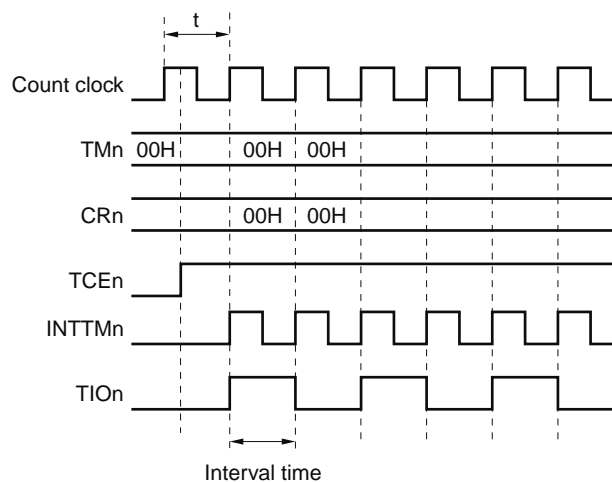 t
Count clock
TMn 00H 00H 00H
CRn 00H 00H
TCEn
INTTMn
TIOn
Interval time